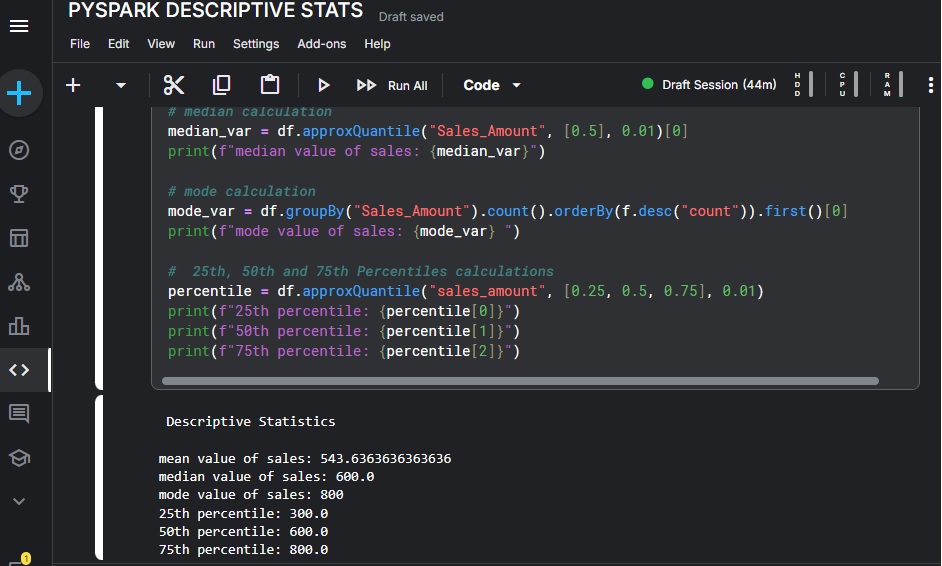 PYSPARK DESCRIPTIVE STATS Draft saved
File Edit View Run Settings Add-ons Help
Run All Code Draft Session (44m) HDD CPU RAM
# median calculation
median_var = df.approxQuantile("Sales_Amount", [0.5], 0.01)[0]
print(f"median value of sales: {median_var}")
# mode calculation
mode_var = df.groupBy("Sales_Amount").count().orderBy(f.desc("count")).first()[0]
print(f"mode value of sales: {mode_var} ")
#  25th, 50th and 75th Percentiles calculations
percentile = df.approxQuantile("sales_amount", [0.25, 0.5, 0.75], 0.01)
print(f"25th percentile: {percentile[0]}")
print(f"50th percentile: {percentile[1]}")
print(f"75th percentile: {percentile[2]}")
Descriptive Statistics
mean value of sales: 543.6363636363636
median value of sales: 600.0
mode value of sales: 800
25th percentile: 300.0
50th percentile: 600.0
75th percentile: 800.0
1